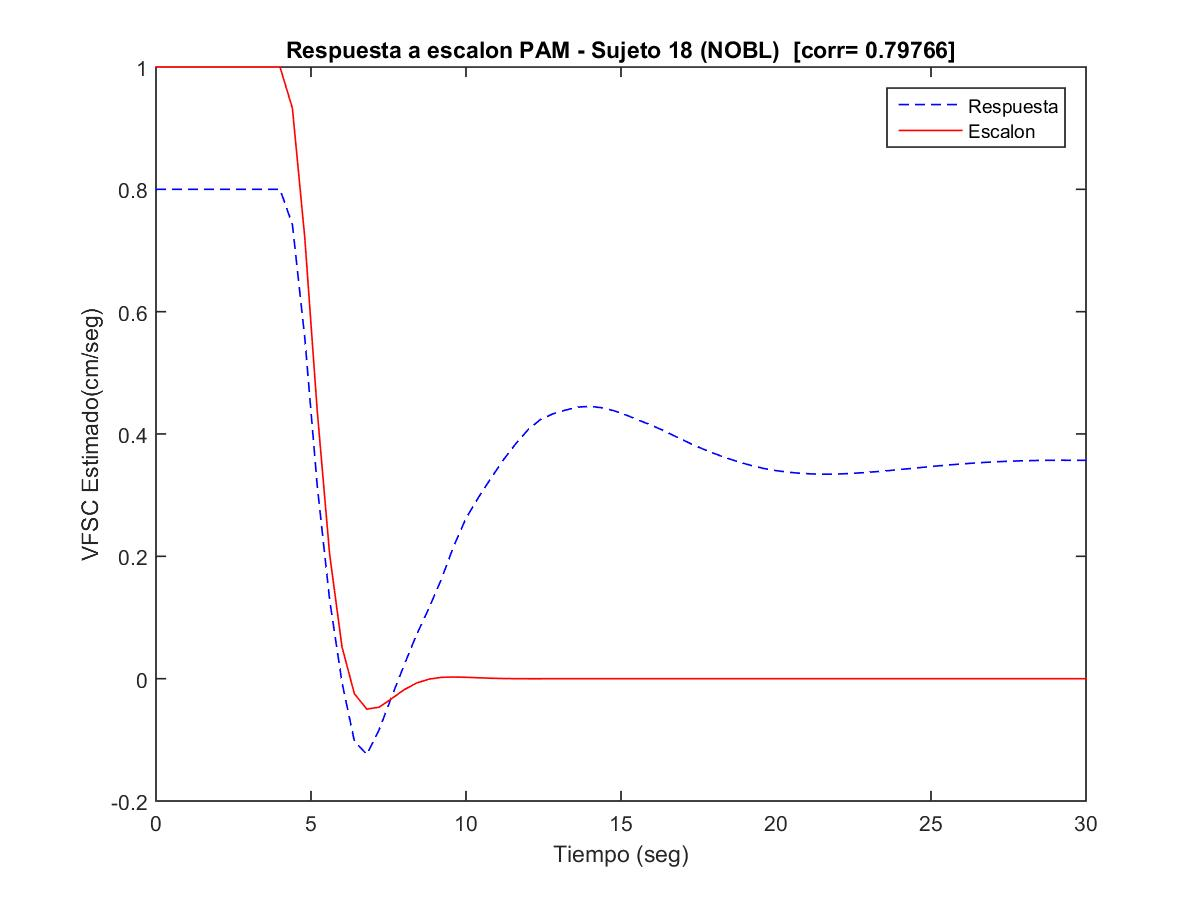 Respuesta a escalon PAM - Sujeto 18 (NOBL)  [corr= 0.79766]
Respuesta
Escalon
VFSC Estimado(cm/seg)
1
0.8
0.6
0.4
0.2
0
-0.2
0 5 10 15 20 25 30
Tiempo (seg)